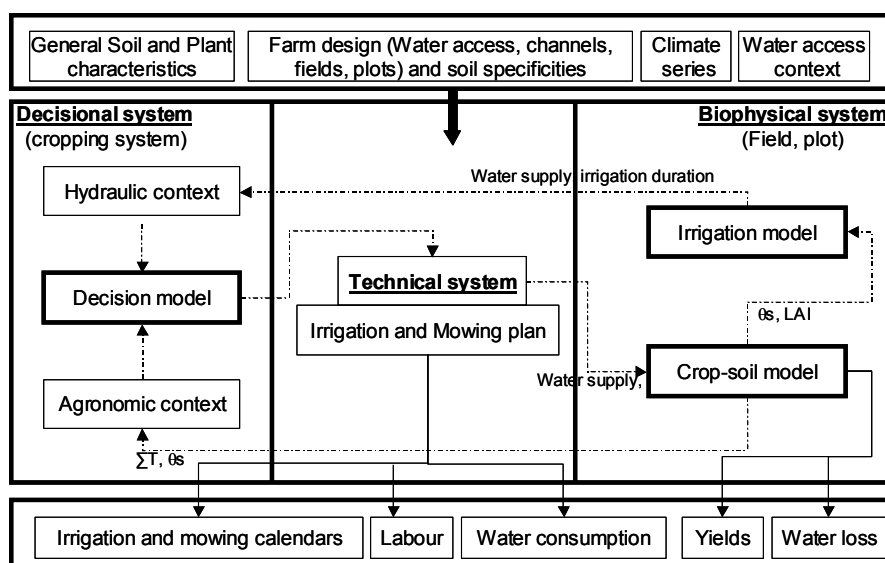 General Soil and Plant
characteristics
Farm design (Water access, channels,
fields, plots) and soil specificities
Climate
series
Water access
context
Decisional system
(cropping system)
Biophysical system
(Field, plot)
Hydraulic context
Water supply, irrigation duration
Irrigation model
Decision model
Technical system
Irrigation and Mowing plan
θs, LAI
Water supply,
Crop-soil model
Agronomic context
∑T, θs
Irrigation and mowing calendars
Labour
Water consumption
Yields
Water loss